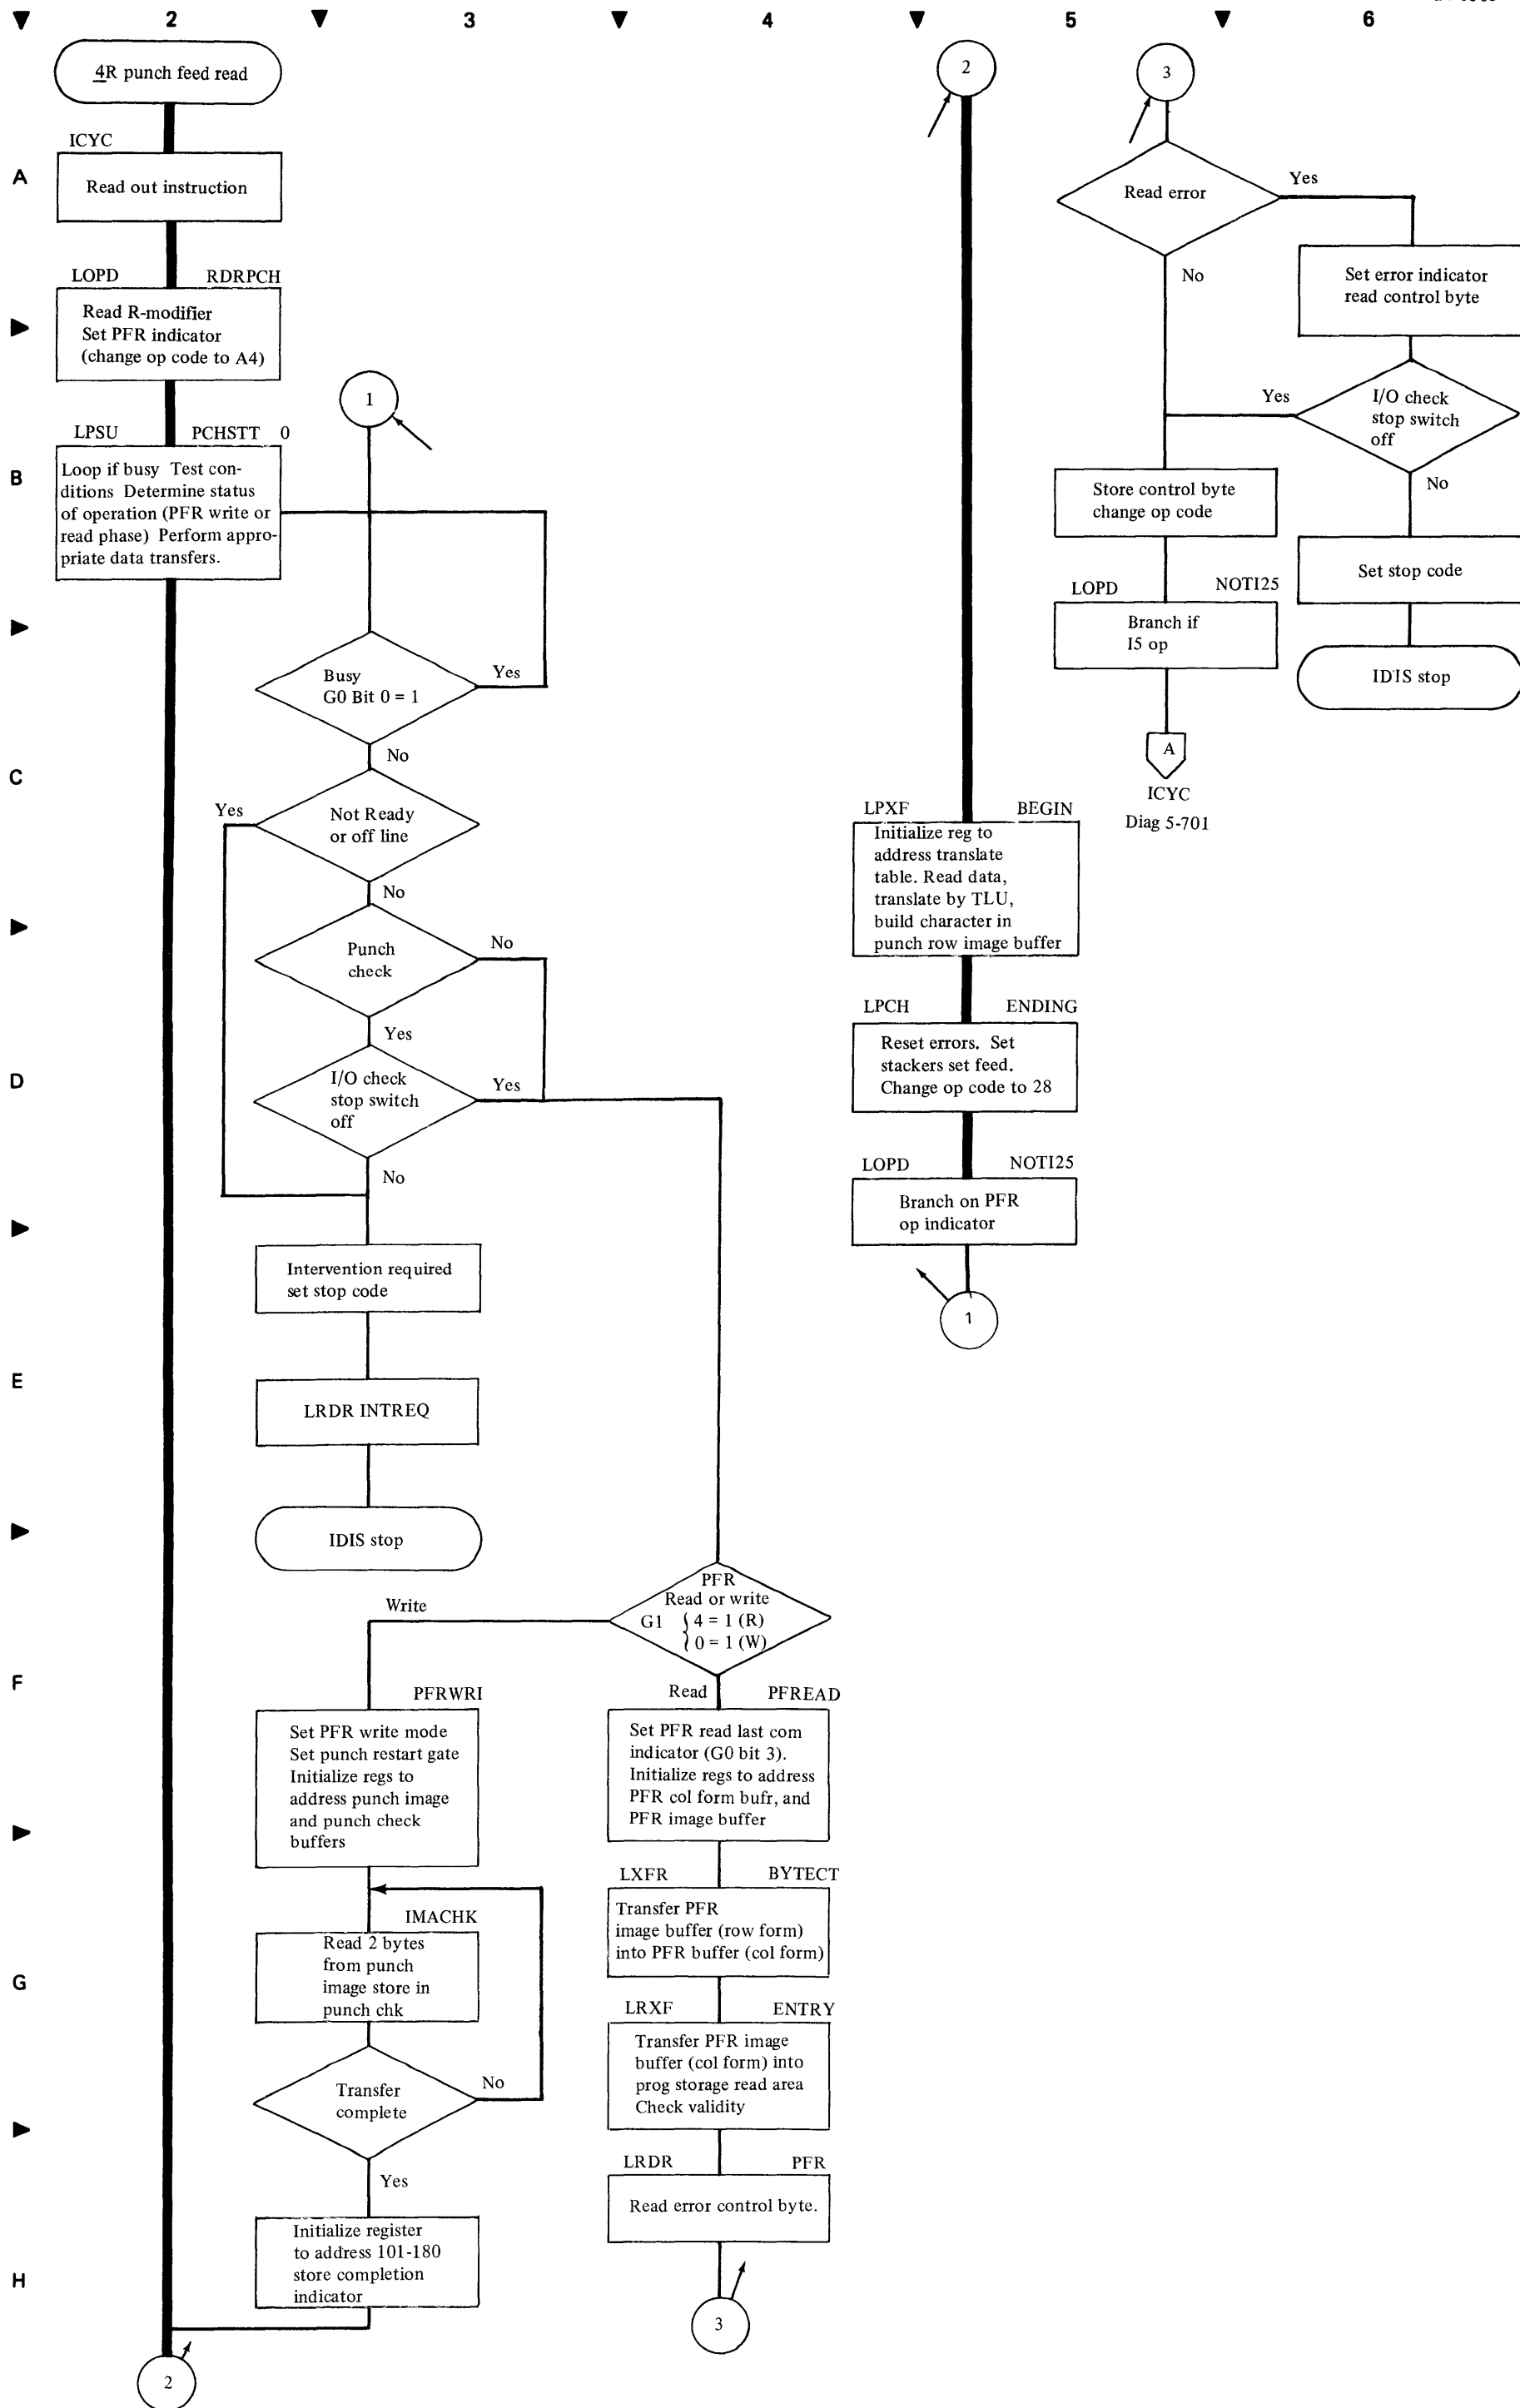 2 3 4 5 6
4R punch feed read
ICYC
A
Read out instruction
LOPD RDRPCH
Read R-modifier
Set PFR indicator
(change op code to A4)
1
LPSU PCHSTT 0
B
Loop if busy Test con-
ditions Determine status
of operation (PFR write or
read phase) Perform appro-
priate data transfers.
Busy
G0 Bit 0 = 1
Yes
No
C
Yes
Not Ready
or off line
No
Punch
check
No
Yes
D
I/O check
stop switch
off
Yes
No
Intervention required
set stop code
E
LRDR INTREQ
IDIS stop
PFR
Read or write
G1 { 4 = 1 (R)
0 = 1 (W)
Write
F
PFRWRI
Set PFR write mode
Set punch restart gate
Initialize regs to
address punch image
and punch check
buffers
IMACHK
G
Read 2 bytes
from punch
image store in
punch chk
Transfer
complete
No
Yes
H
Initialize register
to address 101-180
store completion
indicator
2
Read PFREAD
Set PFR read last com
indicator (G0 bit 3).
Initialize regs to address
PFR col form bufr, and
PFR image buffer
LXFR BYTECT
Transfer PFR
image buffer (row form)
into PFR buffer (col form)
LRXF ENTRY
Transfer PFR image
buffer (col form) into
prog storage read area
Check validity
LRDR PFR
Read error control byte.
3
2
LPXF BEGIN
Initialize reg to
address translate
table. Read data,
translate by TLU,
build character in
punch row image buffer
LPCH ENDING
Reset errors. Set
stackers set feed.
Change op code to 28
LOPD NOTI25
Branch on PFR
op indicator
1
3
Read error
Yes
No
Set error indicator
read control byte
I/O check
stop switch
off
Yes
No
Store control byte
change op code
Set stop code
LOPD NOTI25
Branch if
I5 op
IDIS stop
A
ICYC
Diag 5-701